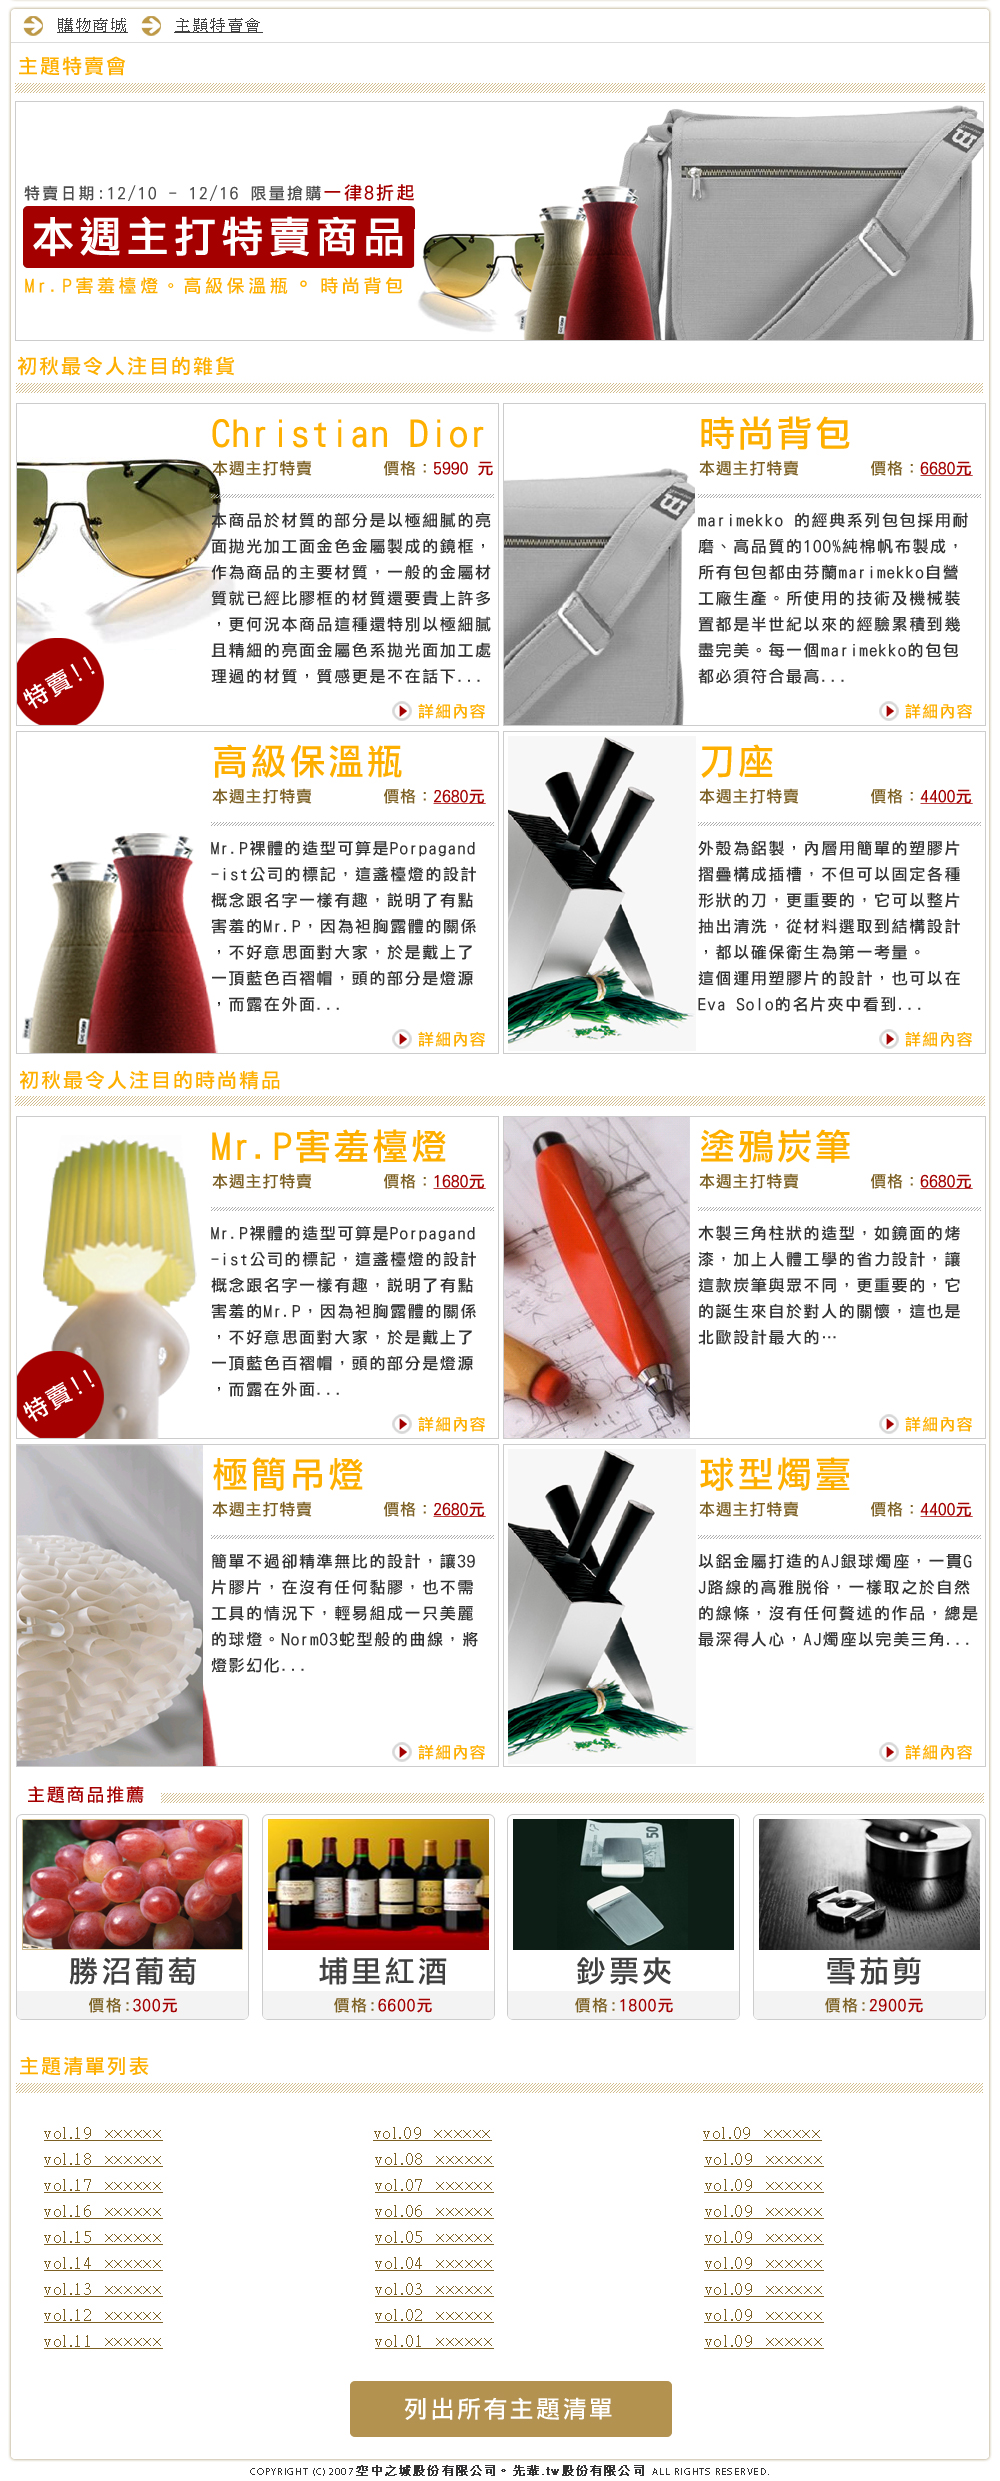 購物商城 主題特賣會
主題特賣會
特賣日期:12/10 - 12/16 限量搶購一律8折起
本週主打特賣商品
Mr.P害羞檯燈。高級保溫瓶。時尚背包
初秋最令人注目的雜貨
Christian Dior
本週主打特賣 價格：5990 元
本商品於材質的部分是以極細膩的亮
面拋光加工面金色金屬製成的鏡框，
作為商品的主要材質，一般的金屬材
質就已經比膠框的材質還要貴上許多
，更何況本商品這種還特別以極細膩
且精細的亮面金屬色系拋光面加工處
理過的材質，質感更是不在話下...
特賣!!
詳細內容
時尚背包
本週主打特賣 價格：6680元
marimekko 的經典系列包包採用耐
磨、高品質的100%純棉帆布製成，
所有包包都由芬蘭marimekko自營
工廠生產。所使用的技術及機械裝
置都是半世紀以來的經驗累積到幾
盡完美。每一個marimekko的包包
都必須符合最高...
詳細內容
高級保溫瓶
本週主打特賣 價格：2680元
Mr.P裸體的造型可算是Porpagand
-ist公司的標記，這盞檯燈的設計
概念跟名字一樣有趣，說明了有點
害羞的Mr.P，因為袒胸露體的關係
，不好意思面對大家，於是戴上了
一頂藍色百褶帽，頭的部分是燈源
，而露在外面...
詳細內容
刀座
本週主打特賣 價格：4400元
外殼為鋁製，內層用簡單的塑膠片
摺疊構成插槽，不但可以固定各種
形狀的刀，更重要的，它可以整片
抽出清洗，從材料選取到結構設計
，都以確保衛生為第一考量。
這個運用塑膠片的設計，也可以在
Eva Solo的名片夾中看到...
詳細內容
初秋最令人注目的時尚精品
Mr.P害羞檯燈
本週主打特賣 價格：1680元
Mr.P裸體的造型可算是Porpagand
-ist公司的標記，這盞檯燈的設計
概念跟名字一樣有趣，說明了有點
害羞的Mr.P，因為袒胸露體的關係
，不好意思面對大家，於是戴上了
一頂藍色百褶帽，頭的部分是燈源
，而露在外面...
特賣!!
詳細內容
塗鴉炭筆
本週主打特賣 價格：6680元
木製三角柱狀的造型，如鏡面的烤
漆，加上人體工學的省力設計，讓
這款炭筆與眾不同，更重要的，它
的誕生來自於對人的關懷，這也是
北歐設計最大的…
詳細內容
極簡吊燈
本週主打特賣 價格：2680元
簡單不過卻精準無比的設計，讓39
片膠片，在沒有任何黏膠，也不需
工具的情況下，輕易組成一只美麗
的球燈。Norm03蛇型般的曲線，將
燈影幻化...
詳細內容
球型燭臺
本週主打特賣 價格：4400元
以鋁金屬打造的AJ銀球燭座，一貫G
J路線的高雅脫俗，一樣取之於自然
的線條，沒有任何贅述的作品，總是
最深得人心，AJ燭座以完美三角...
詳細內容
主題商品推薦
勝沼葡萄
價格:300元
埔里紅酒
價格:6600元
50
鈔票夾
價格:1800元
雪茄剪
價格:2900元
主題清單列表
vol.19 ×××××× vol.09 ×××××× vol.09 ××××××
vol.18 ×××××× vol.08 ×××××× vol.09 ××××××
vol.17 ×××××× vol.07 ×××××× vol.09 ××××××
vol.16 ×××××× vol.06 ×××××× vol.09 ××××××
vol.15 ×××××× vol.05 ×××××× vol.09 ××××××
vol.14 ×××××× vol.04 ×××××× vol.09 ××××××
vol.13 ×××××× vol.03 ×××××× vol.09 ××××××
vol.12 ×××××× vol.02 ×××××× vol.09 ××××××
vol.11 ×××××× vol.01 ×××××× vol.09 ××××××
列出所有主題清單
COPYRIGHT (C)2007空中之城股份有限公司。先輩.tw股份有限公司 ALL RIGHTS RESERVED.